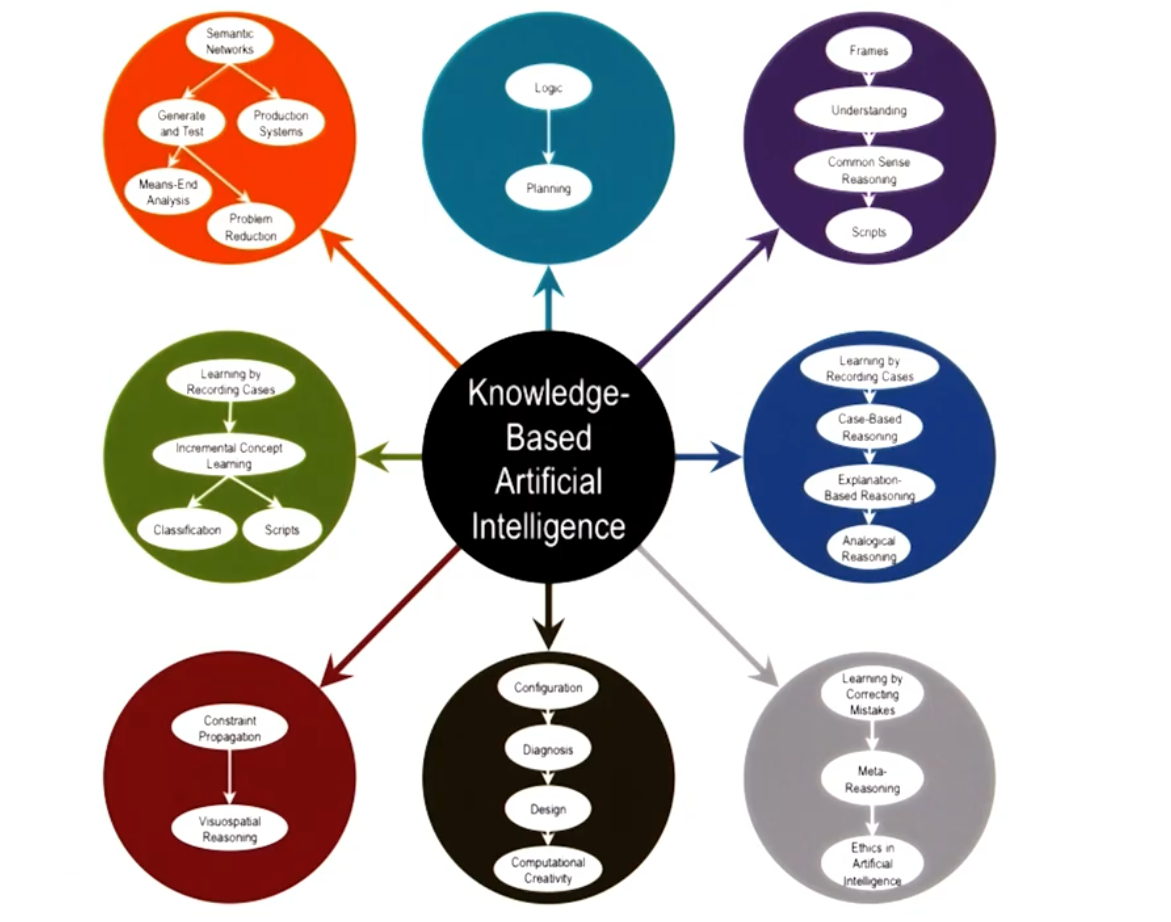 Semantic
Networks
Generate
and Test
Production
Systems
Means-End
Analysis
Problem
Reduction
Logic
Planning
Frames
Understanding
Common Sense
Reasoning
Scripts
Learning by
Recording Cases
Incremental Concept
Learning
Classification
Scripts
Knowledge-
Based
Artificial
Intelligence
Learning by
Recording Cases
Case-Based
Reasoning
Explanation-
Based Reasoning
Analogical
Reasoning
Constraint
Propagation
Visuospatial
Reasoning
Configuration
Diagnosis
Design
Computational
Creativity
Learning by
Correcting
Mistakes
Meta-
Reasoning
Ethics in
Artificial
Intelligence